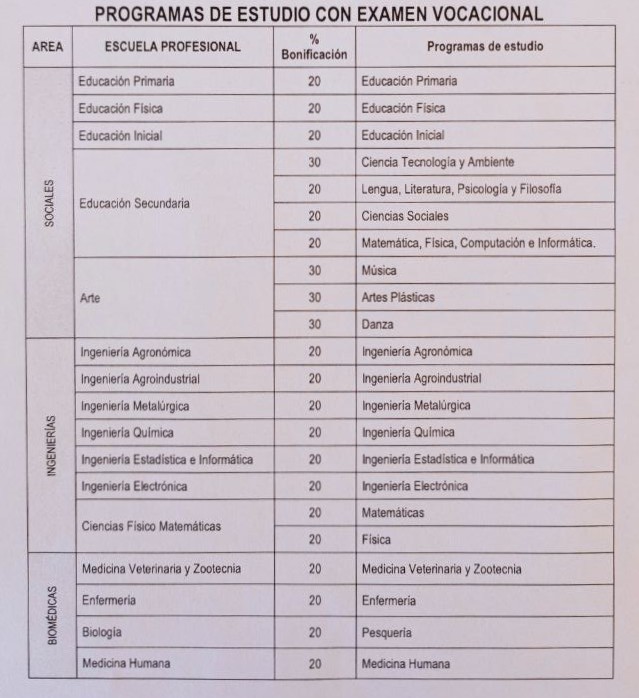 PROGRAMAS DE ESTUDIO CON EXAMEN VOCACIONAL
AREA ESCUELA PROFESIONAL % Bonificación Programas de estudio
SOCIALES
Educación Primaria 20 Educación Primaria
Educación Física 20 Educación Física
Educación Inicial 20 Educación Inicial
Educación Secundaria 30 Ciencia Tecnología y Ambiente
20 Lengua, Literatura, Psicología y Filosofía
20 Ciencias Sociales
20 Matemática, Física, Computación e Informática.
Arte 30 Música
30 Artes Plásticas
30 Danza
INGENIERÍAS
Ingeniería Agronómica 20 Ingeniería Agronómica
Ingeniería Agroindustrial 20 Ingeniería Agroindustrial
Ingeniería Metalúrgica 20 Ingeniería Metalúrgica
Ingeniería Química 20 Ingeniería Química
Ingeniería Estadística e Informática 20 Ingeniería Estadística e Informática
Ingeniería Electrónica 20 Ingeniería Electrónica
Ciencias Físico Matemáticas 20 Matemáticas
20 Física
BIOMÉDICAS
Medicina Veterinaria y Zootecnia 20 Medicina Veterinaria y Zootecnia
Enfermería 20 Enfermería
Biología 20 Pesquería
Medicina Humana 20 Medicina Humana